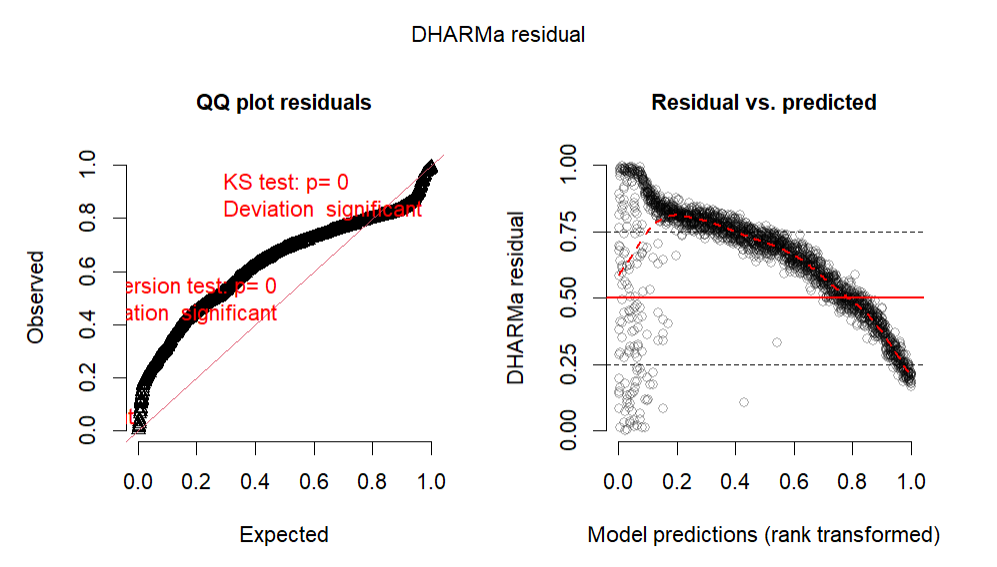 DHARMa residual
QQ plot residuals
Residual vs. predicted
KS test: p= 0
Deviation significant
ersion test: p= 0
ation significant
t
Observed
0.0 0.2 0.4 0.6 0.8 1.0
0.0 0.2 0.4 0.6 0.8 1.0
Expected
DHARMa residual
0.00 0.25 0.50 0.75 1.00
0.0 0.2 0.4 0.6 0.8 1.0
Model predictions (rank transformed)